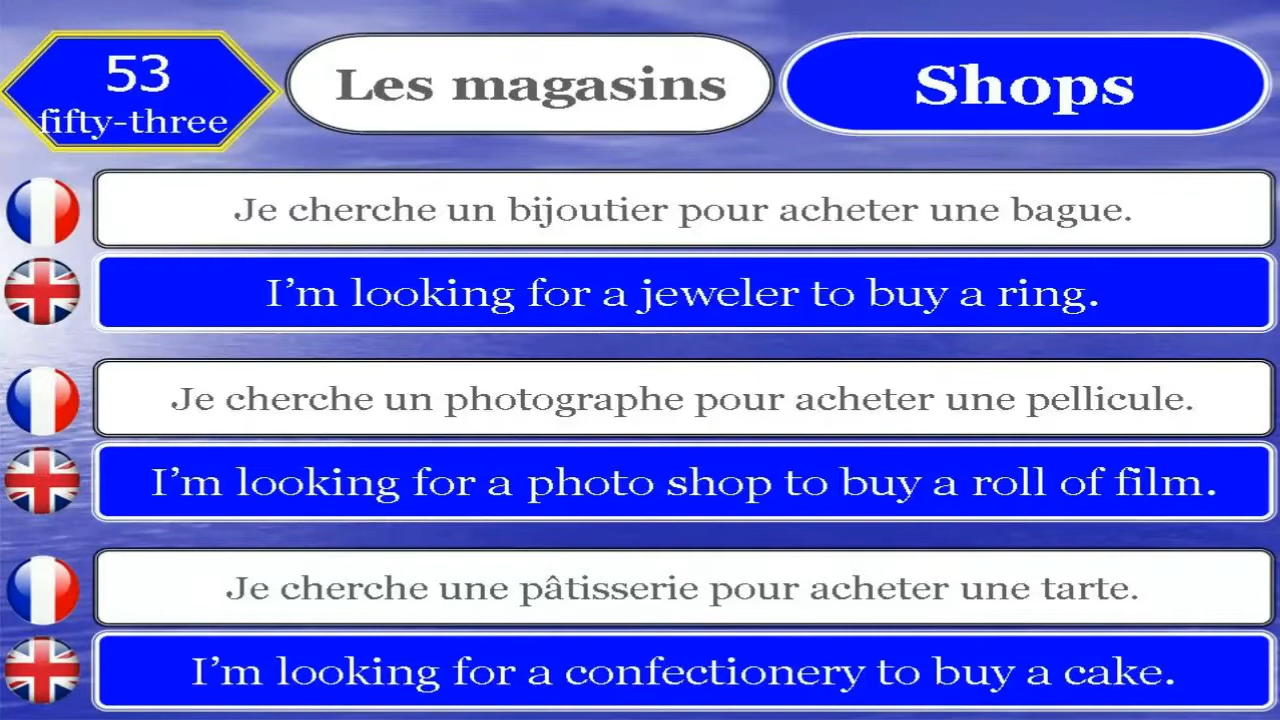 53
fifty-three
Les magasins
Shops
Je cherche un bijoutier pour acheter une bague.
I’m looking for a jeweler to buy a ring.
Je cherche un photographe pour acheter une pellicule.
I’m looking for a photo shop to buy a roll of film.
Je cherche une pâtisserie pour acheter une tarte.
I’m looking for a confectionery to buy a cake.